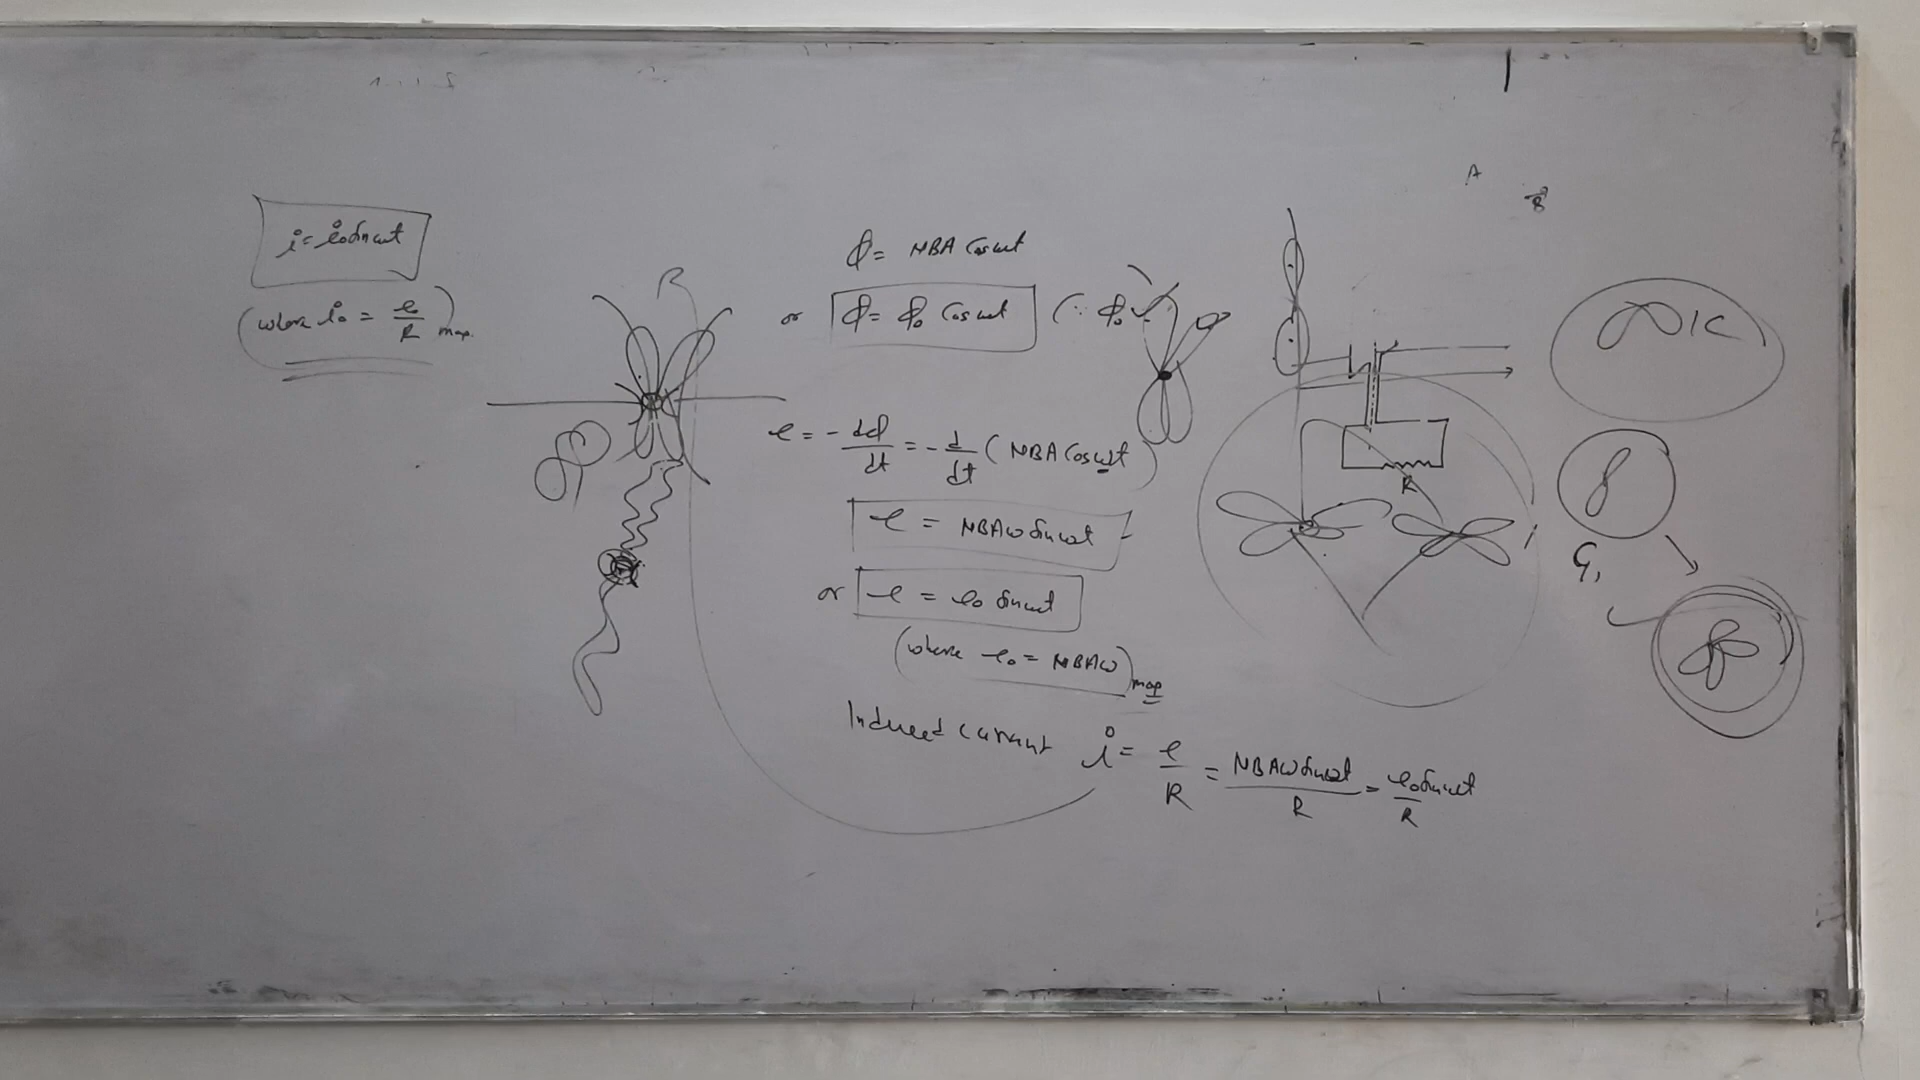 i = i₀ sin ωt
(where i₀ = e₀/R) max.
ϕ = NBA Cos ωt
or ϕ = ϕ₀ Cos ωt (∵ ϕ₀
e = - dϕ/dt = - d/dt (NBA Cos ωt)
e = NBAω sin ωt
or e = e₀ sin ωt
(where e₀ = NBAω) max
Induced current i = e/R = NBAω sin ωt/R = e₀ sin ωt/R
A
B
R
G₁